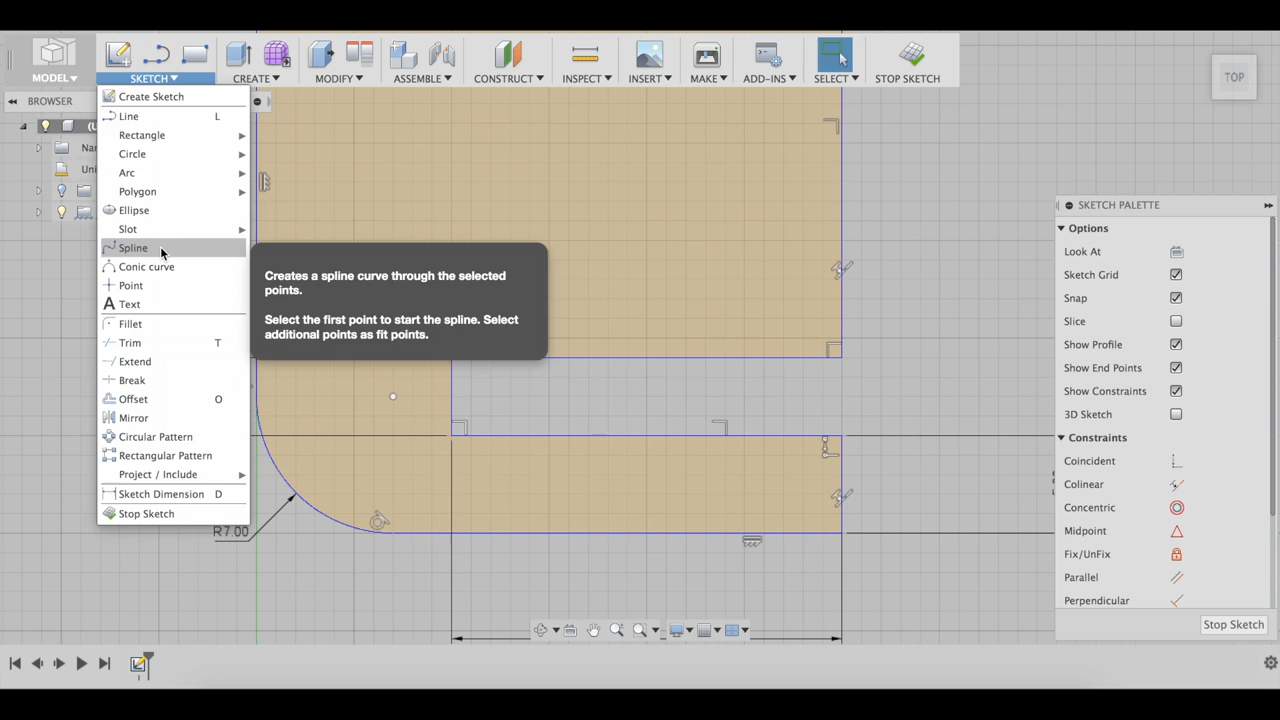 MODEL▾
SKETCH▾
CREATE▾
MODIFY▾
ASSEMBLE▾
CONSTRUCT▾
INSPECT▾
INSERT▾
MAKE▾
ADD-INS▾
SELECT▾
STOP SKETCH
TOP
BROWSER
(U
Nar
Uni
Create Sketch
Line L
Rectangle
Circle
Arc
Polygon
Ellipse
Slot
Spline
Conic curve
Point
A Text
Fillet
Trim T
Extend
Break
Offset O
Mirror
Circular Pattern
Rectangular Pattern
Project / Include
Sketch Dimension D
Stop Sketch
Creates a spline curve through the selected
points.
Select the first point to start the spline. Select
additional points as fit points.
R7.00
SKETCH PALETTE
Options
Look At
Sketch Grid
Snap
Slice
Show Profile
Show End Points
Show Constraints
3D Sketch
Constraints
Coincident
Colinear
Concentric
Midpoint
Fix/UnFix
Parallel
Perpendicular
Stop Sketch